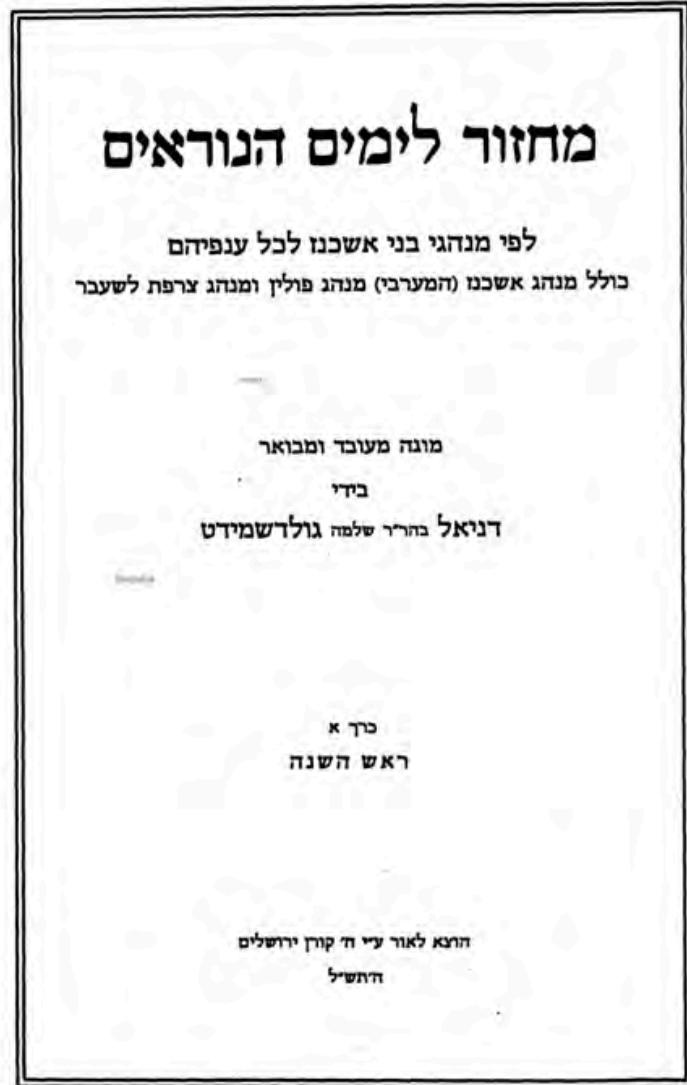 מחזור לימים הנוראים
לפי מנהגי בני אשכנז לכל ענפיהם
כולל מנהג אשכנז (המערבי) מנהג פולין ומנהג צרפת לשעבר
מוגה מעובד ומבואר
בידי
דניאל בהר״ר שלמה גולדשמידט
כרך א
ראש השנה
הוצא לאור ע״י ה׳ קורן ירושלים
ה׳תש״ל